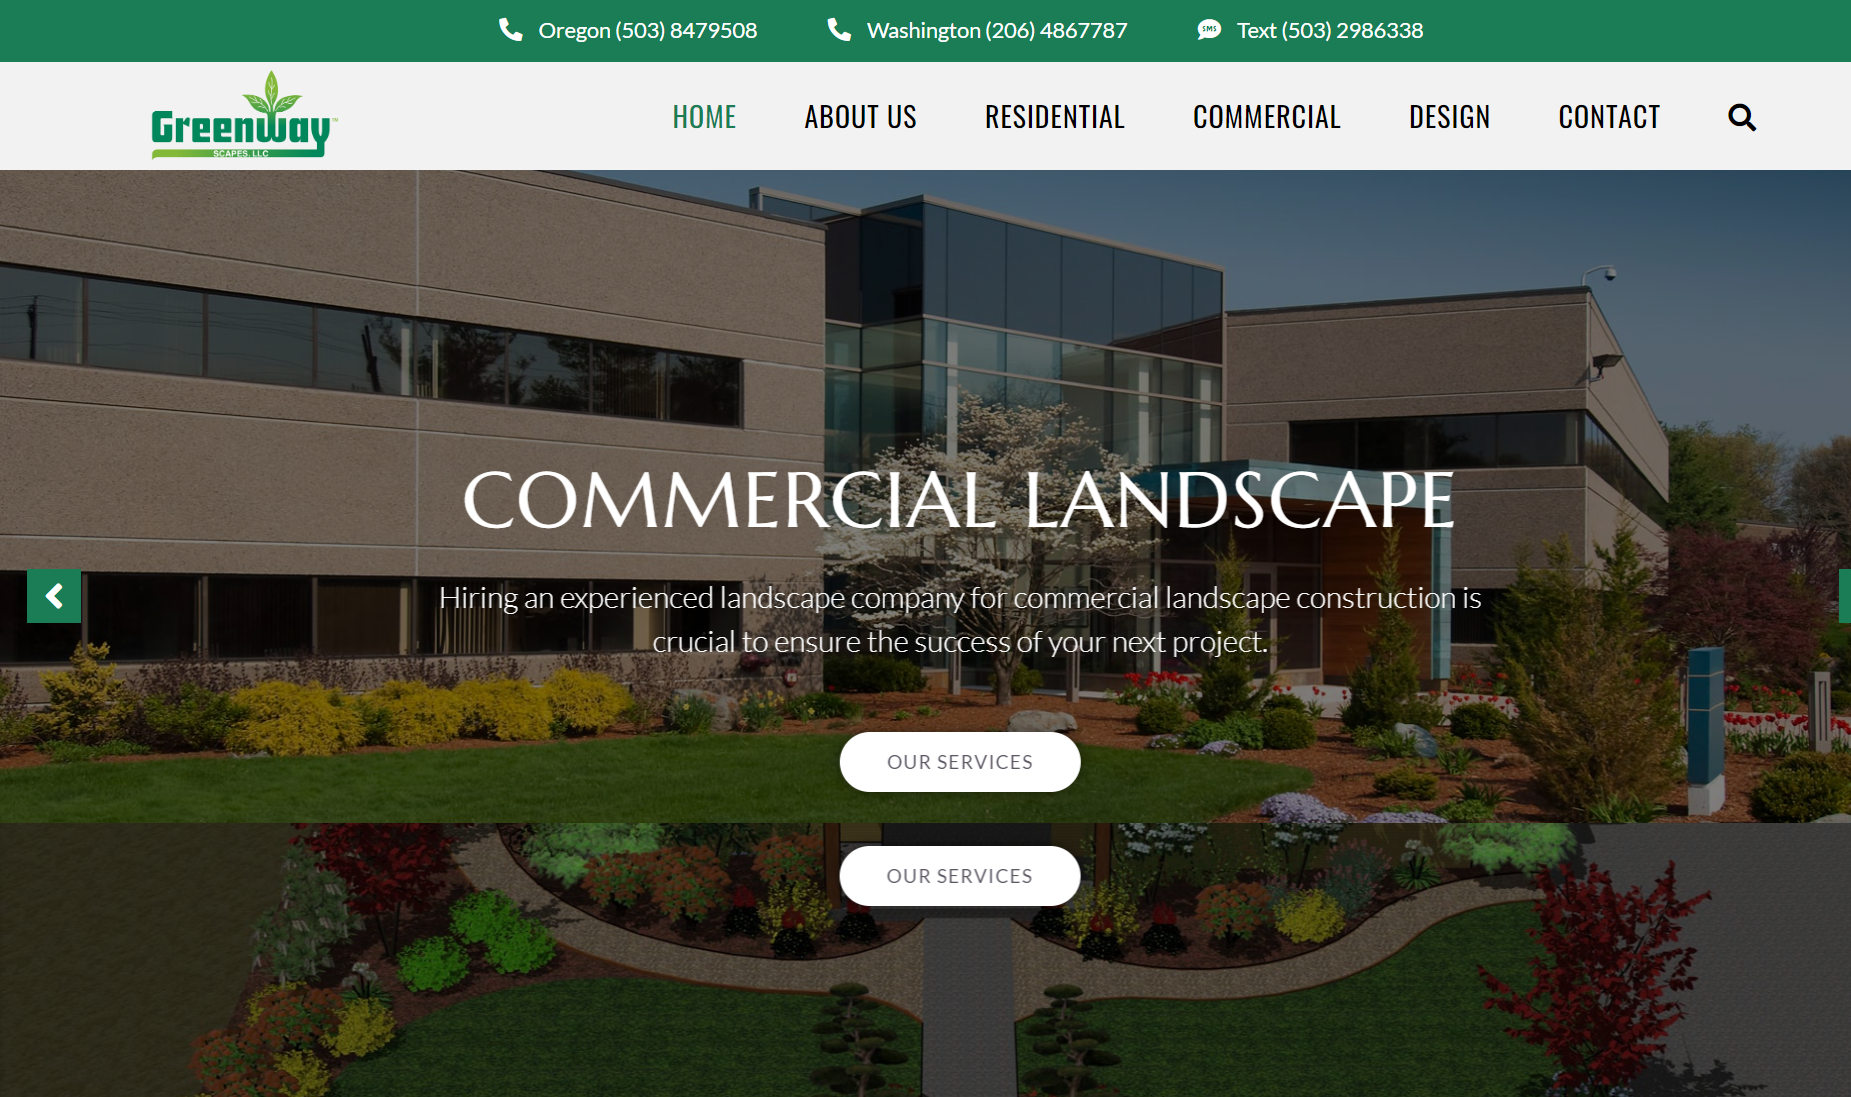 Oregon (503) 8479508
Washington (206) 4867787
SMS
Text (503) 2986338
Greenway™
SCAPES, LLC
HOME
ABOUT US
RESIDENTIAL
COMMERCIAL
DESIGN
CONTACT
COMMERCIAL LANDSCAPE
Hiring an experienced landscape company for commercial landscape construction is
crucial to ensure the success of your next project.
OUR SERVICES
OUR SERVICES